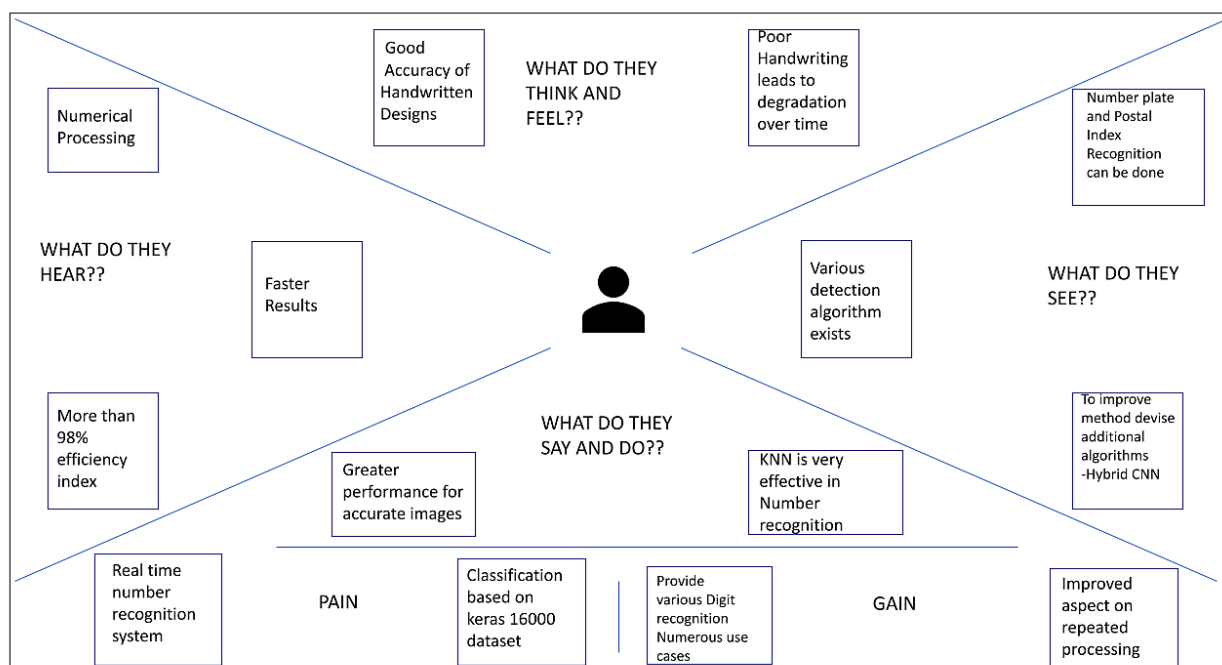 Good
Accuracy of
Handwritten
Designs
WHAT DO THEY
THINK AND
FEEL??
Poor
Handwriting
leads to
degradation
over time
Numerical
Processing
Number plate
and Postal
Index
Recognition
can be done
WHAT DO THEY
HEAR??
Faster
Results
Various
detection
algorithm
exists
WHAT DO THEY
SEE??
More than
98%
efficiency
index
WHAT DO THEY
SAY AND DO??
To improve
method devise
additional
algorithms
-Hybrid CNN
Greater
performance for
accurate images
KNN is very
effective in
Number
recognition
Real time
number
recognition
system
PAIN
Classification
based on
keras 16000
dataset
Provide
various Digit
recognition
Numerous use
cases
GAIN
Improved
aspect on
repeated
processing